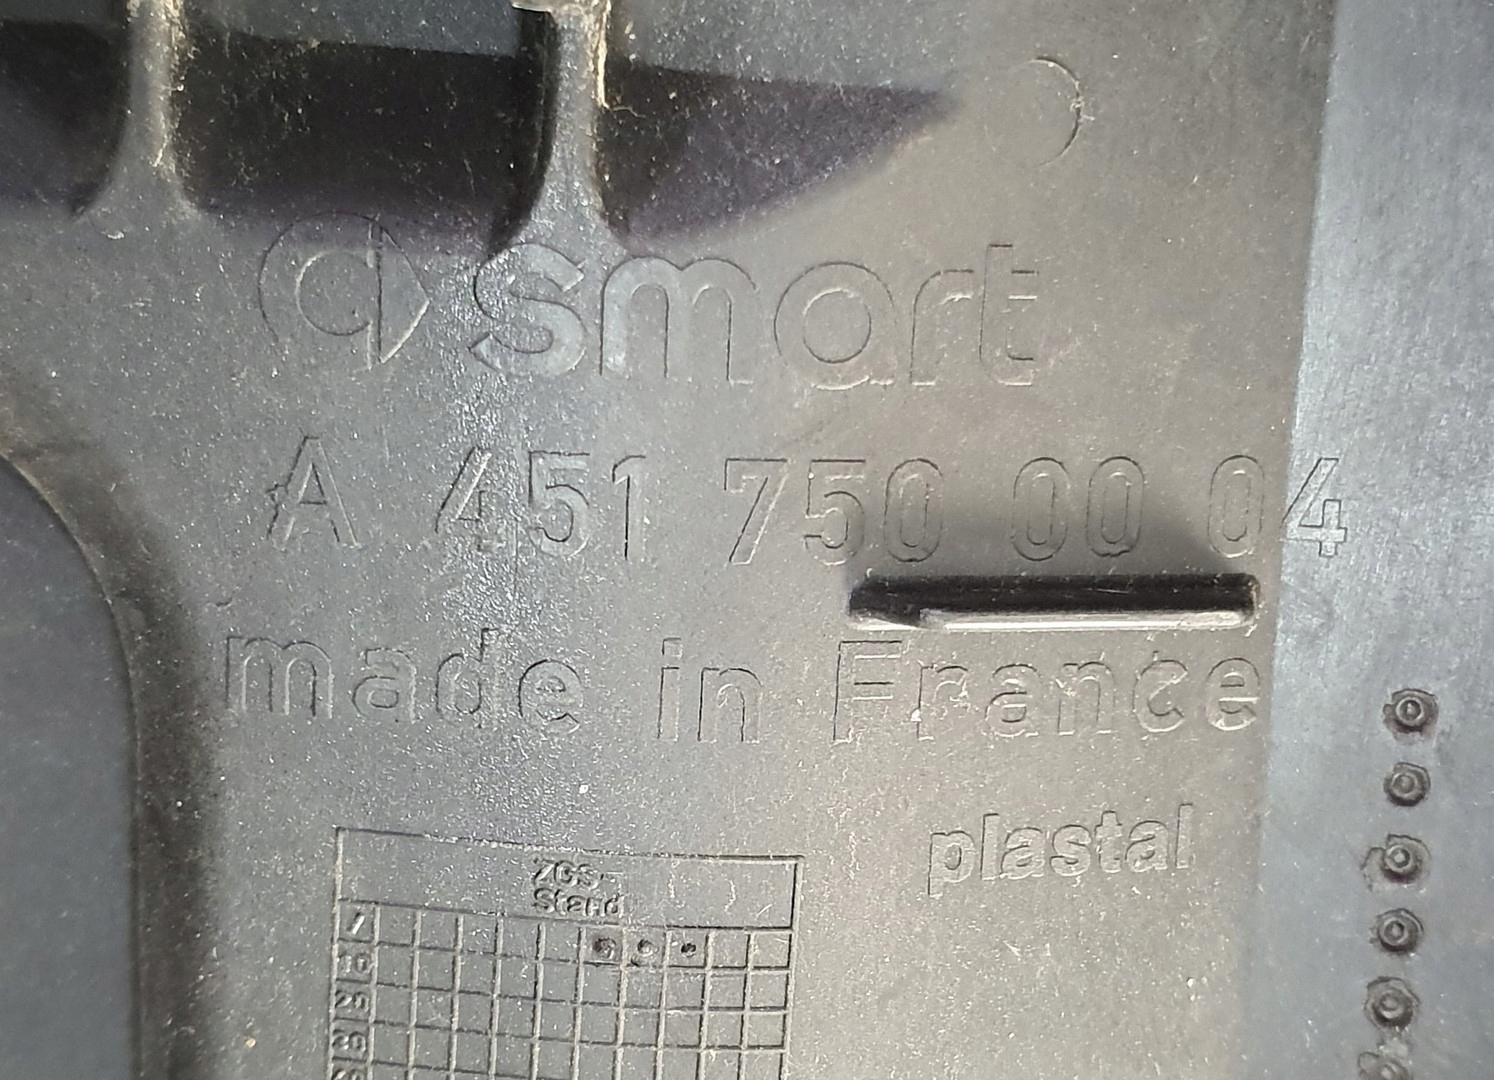 smart
A 451 750 00 04
made in France
plastal
ZGS-
Stand